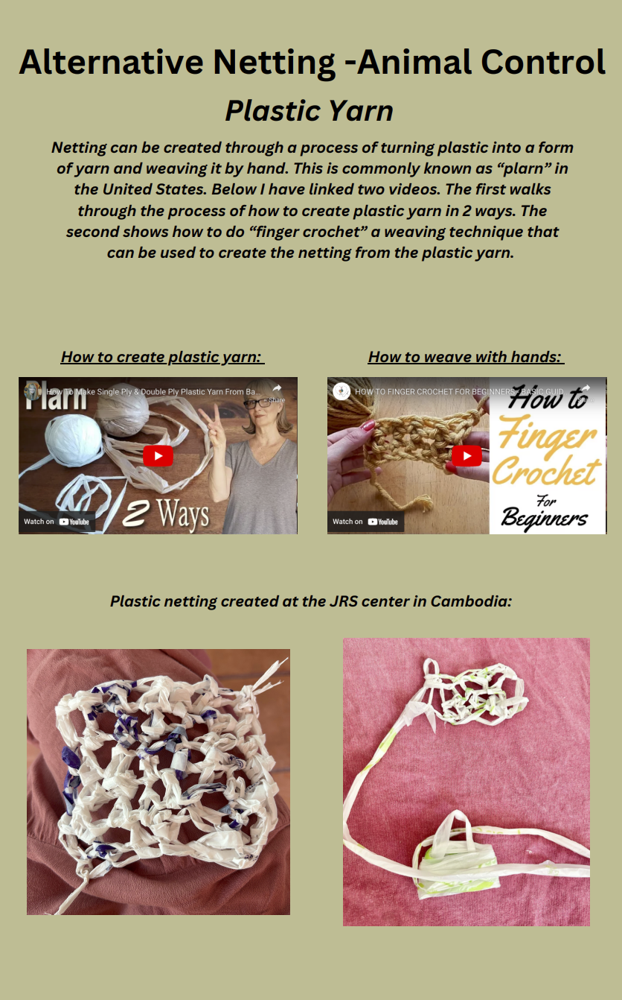 Alternative Netting -Animal Control
Plastic Yarn
Netting can be created through a process of turning plastic into a form
of yarn and weaving it by hand. This is commonly known as “plarn” in
the United States. Below I have linked two videos. The first walks
through the process of how to create plastic yarn in 2 ways. The
second shows how to do “finger crochet” a weaving technique that
can be used to create the netting from the plastic yarn.
How to create plastic yarn:
How To Make Single Ply & Double Ply Plastic Yarn From Ba...
Share
Plarn
2 Ways
Watch on YouTube
How to weave with hands:
HOW TO FINGER CROCHET FOR BEGINNERS - BASIC GUID
Share
How to
Finger
Crochet
For
Beginners
Watch on YouTube
Plastic netting created at the JRS center in Cambodia: